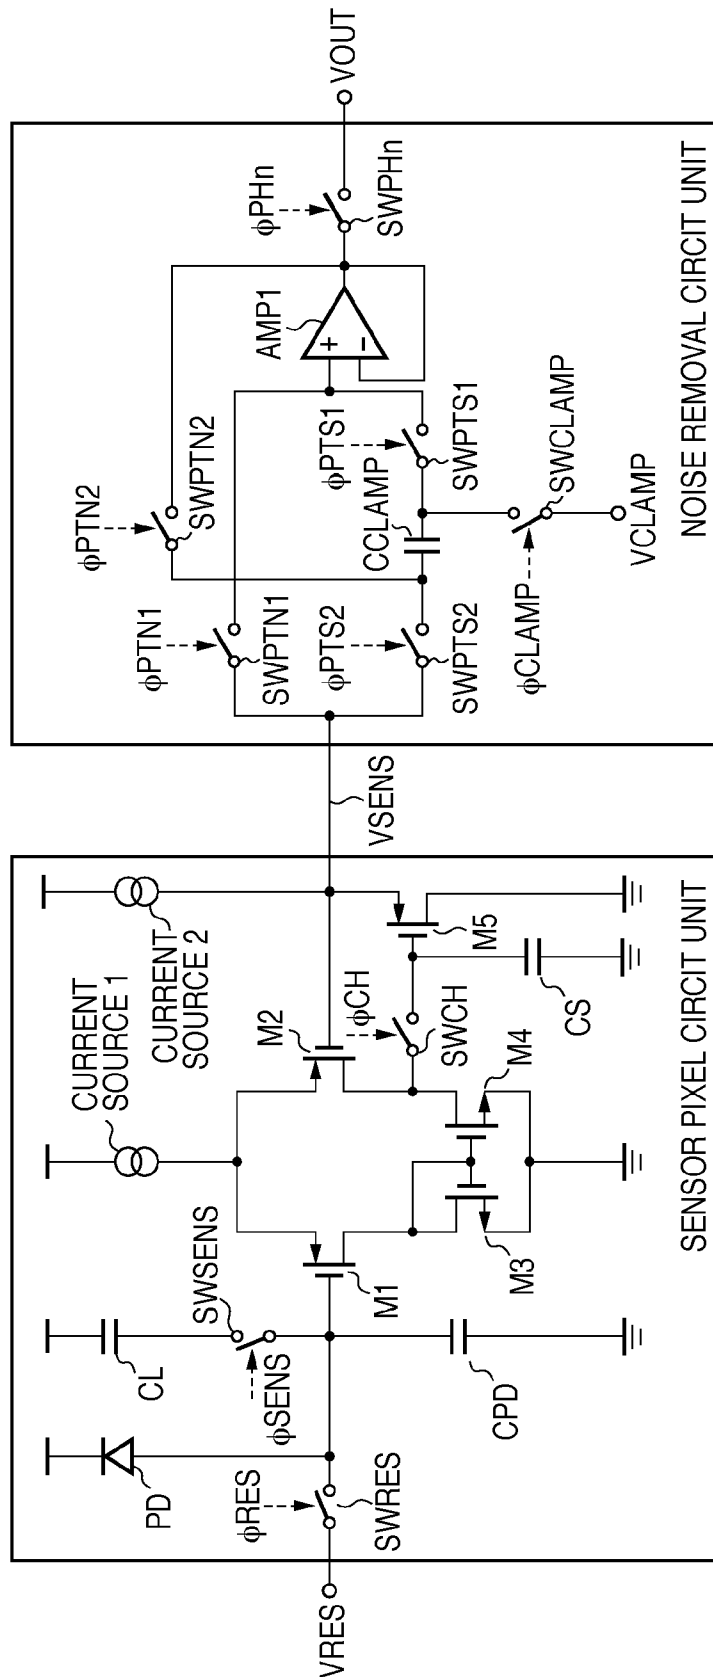 VRES
φRES
SWRES
PD
CL
SWSENS
φSENS
CPD
M1
CURRENT
SOURCE 1
CURRENT
SOURCE 2
M2
φCH
SWCH
M3
M4
M5
CS
SENSOR PIXEL CIRCIT UNIT
VSENS
φPTN1
SWPTN1
φPTN2
SWPTN2
φPTS2
SWPTS2
CCLAMP
φPTS1
SWPTS1
φCLAMP
SWCLAMP
VCLAMP
AMP1
+
−
φPHn
SWPHn
VOUT
NOISE REMOVAL CIRCIT UNIT